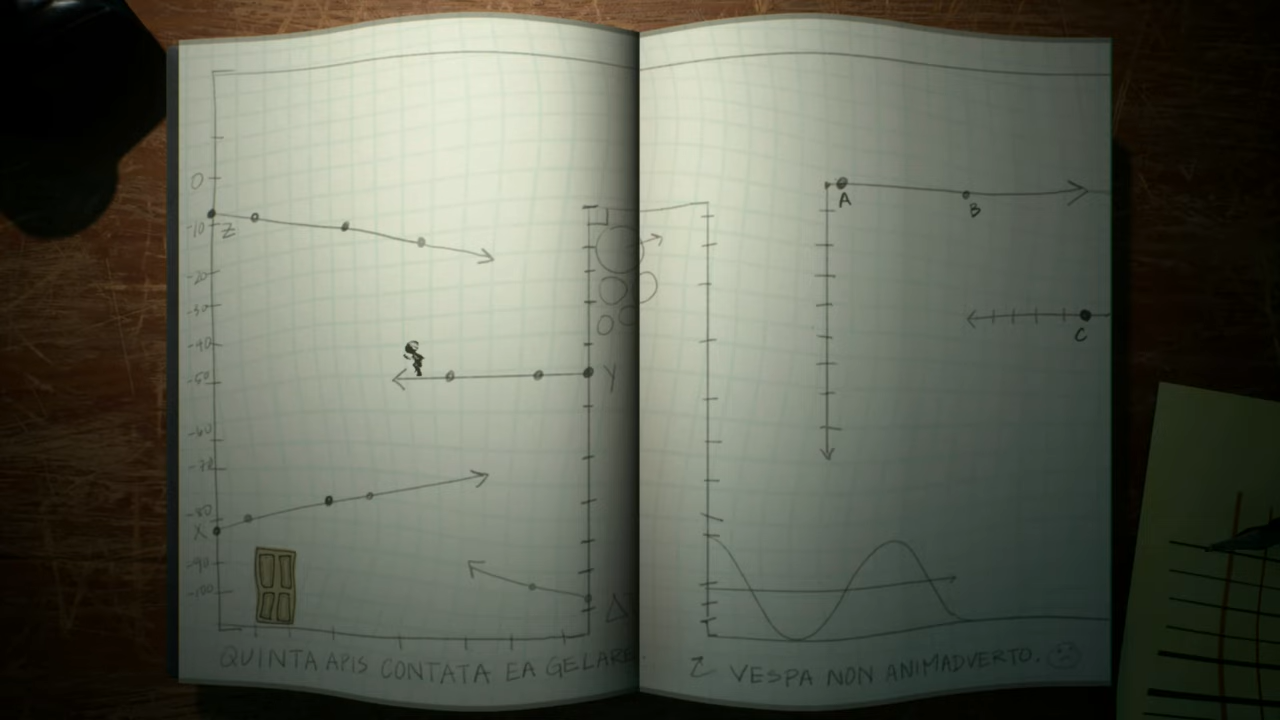 0
-10
Z
-20
-30
-40
-50
Y
-60
-70
-80
X
-90
-100
Δ
QUINTA APIS CONTATA EA GELARE
A
B
C
Z VESPA NON ANIMADVERTO.